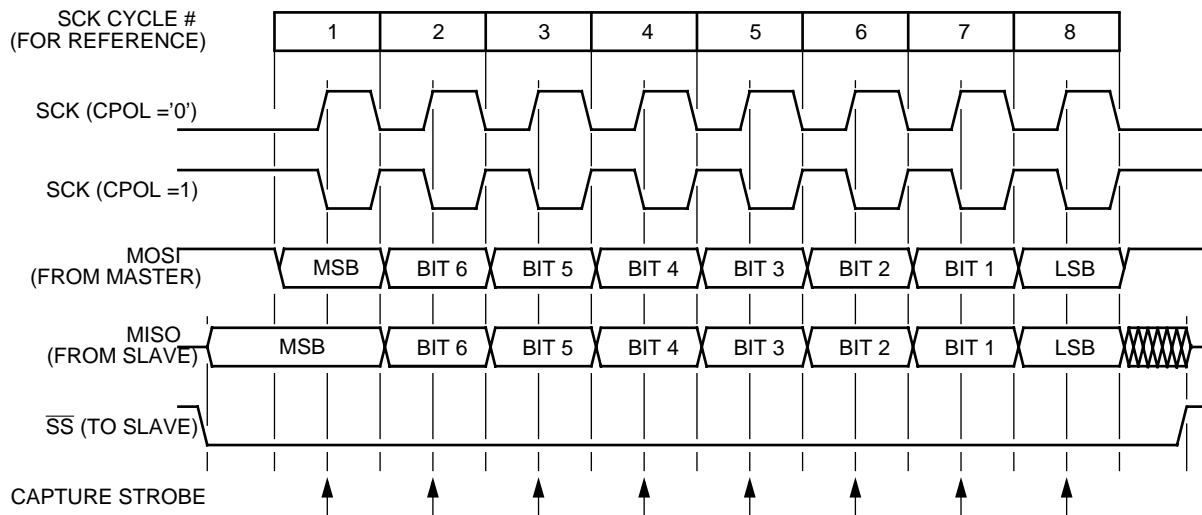 SCK CYCLE #
(FOR REFERENCE)
1 2 3 4 5 6 7 8
SCK (CPOL ='0')
SCK (CPOL =1)
MOSI
(FROM MASTER)
MSB BIT 6 BIT 5 BIT 4 BIT 3 BIT 2 BIT 1 LSB
MISO
(FROM SLAVE)
MSB BIT 6 BIT 5 BIT 4 BIT 3 BIT 2 BIT 1 LSB
S̅S̅ (TO SLAVE)
CAPTURE STROBE